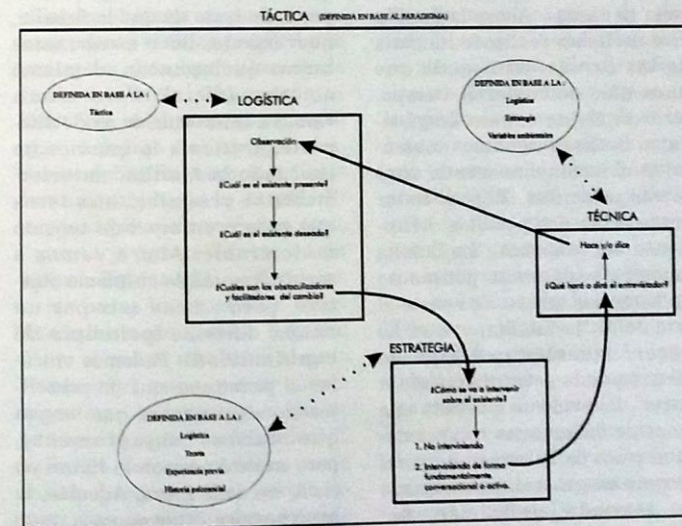 TÁCTICA (DEFINIDA EN BASE AL PARADIGMA)
DEFINIDA EN BASE A LA:
Táctica
LOGÍSTICA
Observación
¿Cuál es el existente presente?
¿Cuál es el existente deseado?
¿Cuáles son los obstaculizadores
y facilitadores del cambio?
DEFINIDA EN BASE A LA:
Logística
Estrategia
Variables ambientales
TÉCNICA
Hace y/o dice
¿Qué hará o dirá el entrevistador?
ESTRATEGIA
¿Cómo se va a intervenir
sobre el existente?
1. No interviniendo
2. Interviniendo de forma
fundamentalmente
conversacional o activa
DEFINIDA EN BASE A LA:
Logística
Teoría
Experiencia previa
Historia potencial